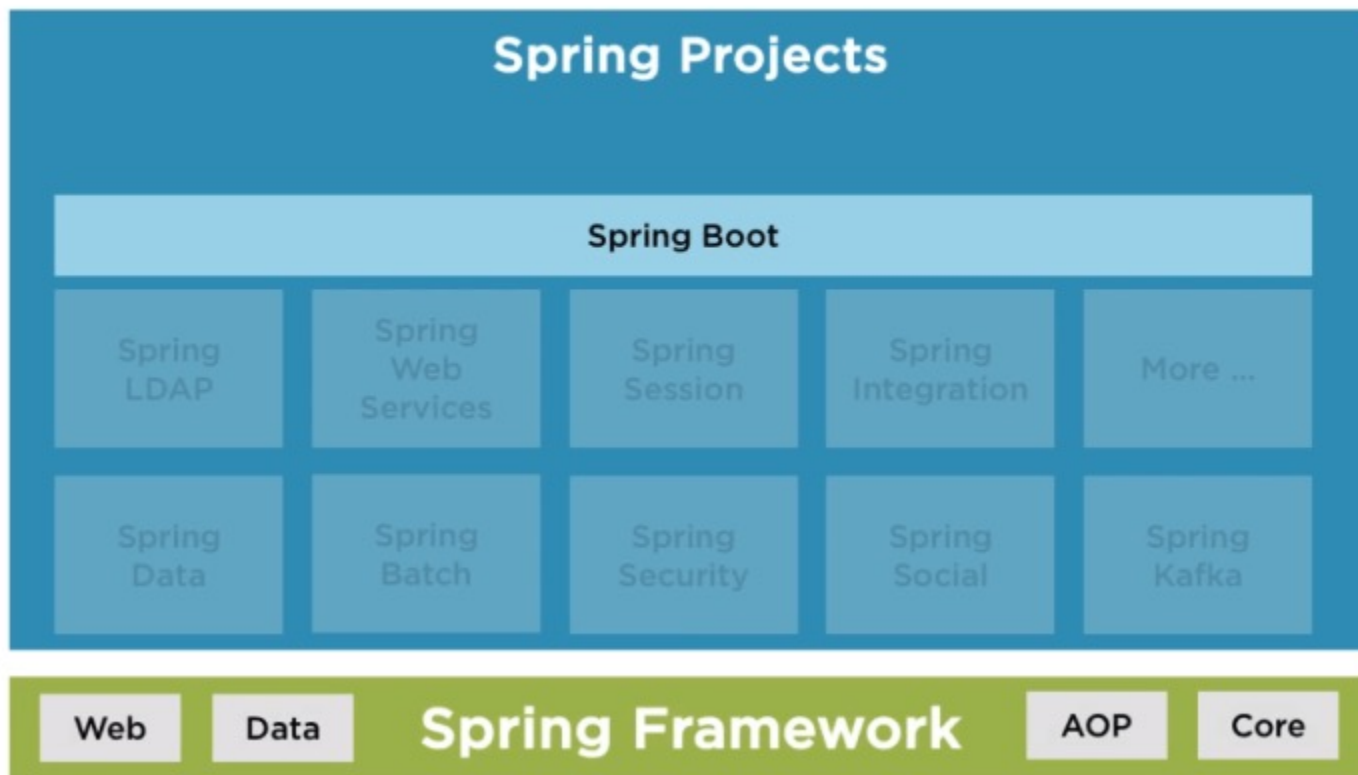 Spring Projects
Spring Boot
Spring
LDAP
Spring
Web
Services
Spring
Session
Spring
Integration
More ...
Spring
Data
Spring
Batch
Spring
Security
Spring
Social
Spring
Kafka
Web
Data
Spring Framework
AOP
Core